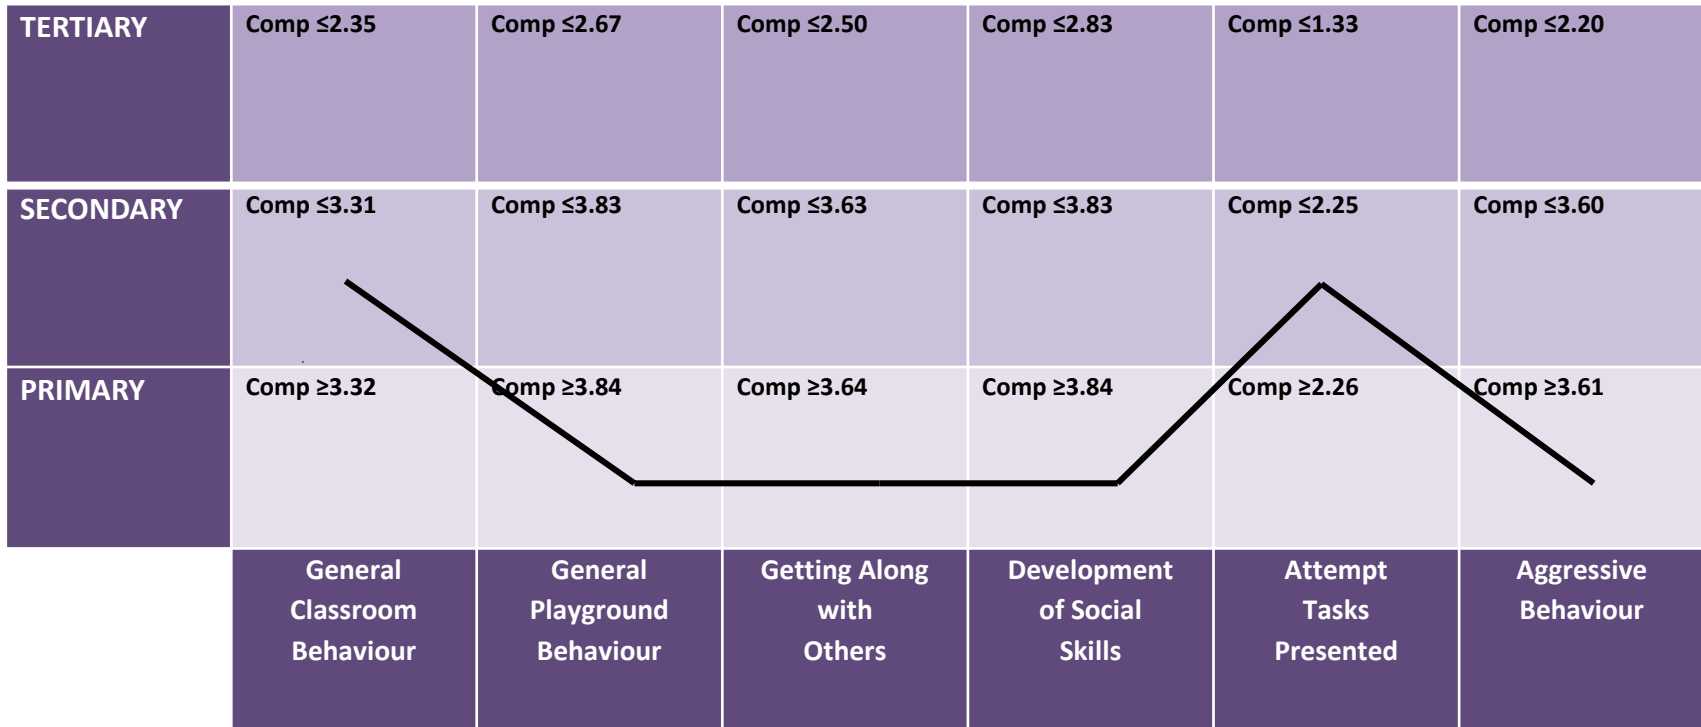 TERTIARY
Comp ≤2.35
Comp ≤2.67
Comp ≤2.50
Comp ≤2.83
Comp ≤1.33
Comp ≤2.20
SECONDARY
Comp ≤3.31
Comp ≤3.83
Comp ≤3.63
Comp ≤3.83
Comp ≤2.25
Comp ≤3.60
PRIMARY
Comp ≥3.32
Comp ≥3.84
Comp ≥3.64
Comp ≥3.84
Comp ≥2.26
Comp ≥3.61
General
Classroom
Behaviour
General
Playground
Behaviour
Getting Along
with
Others
Development
of Social
Skills
Attempt
Tasks
Presented
Aggressive
Behaviour